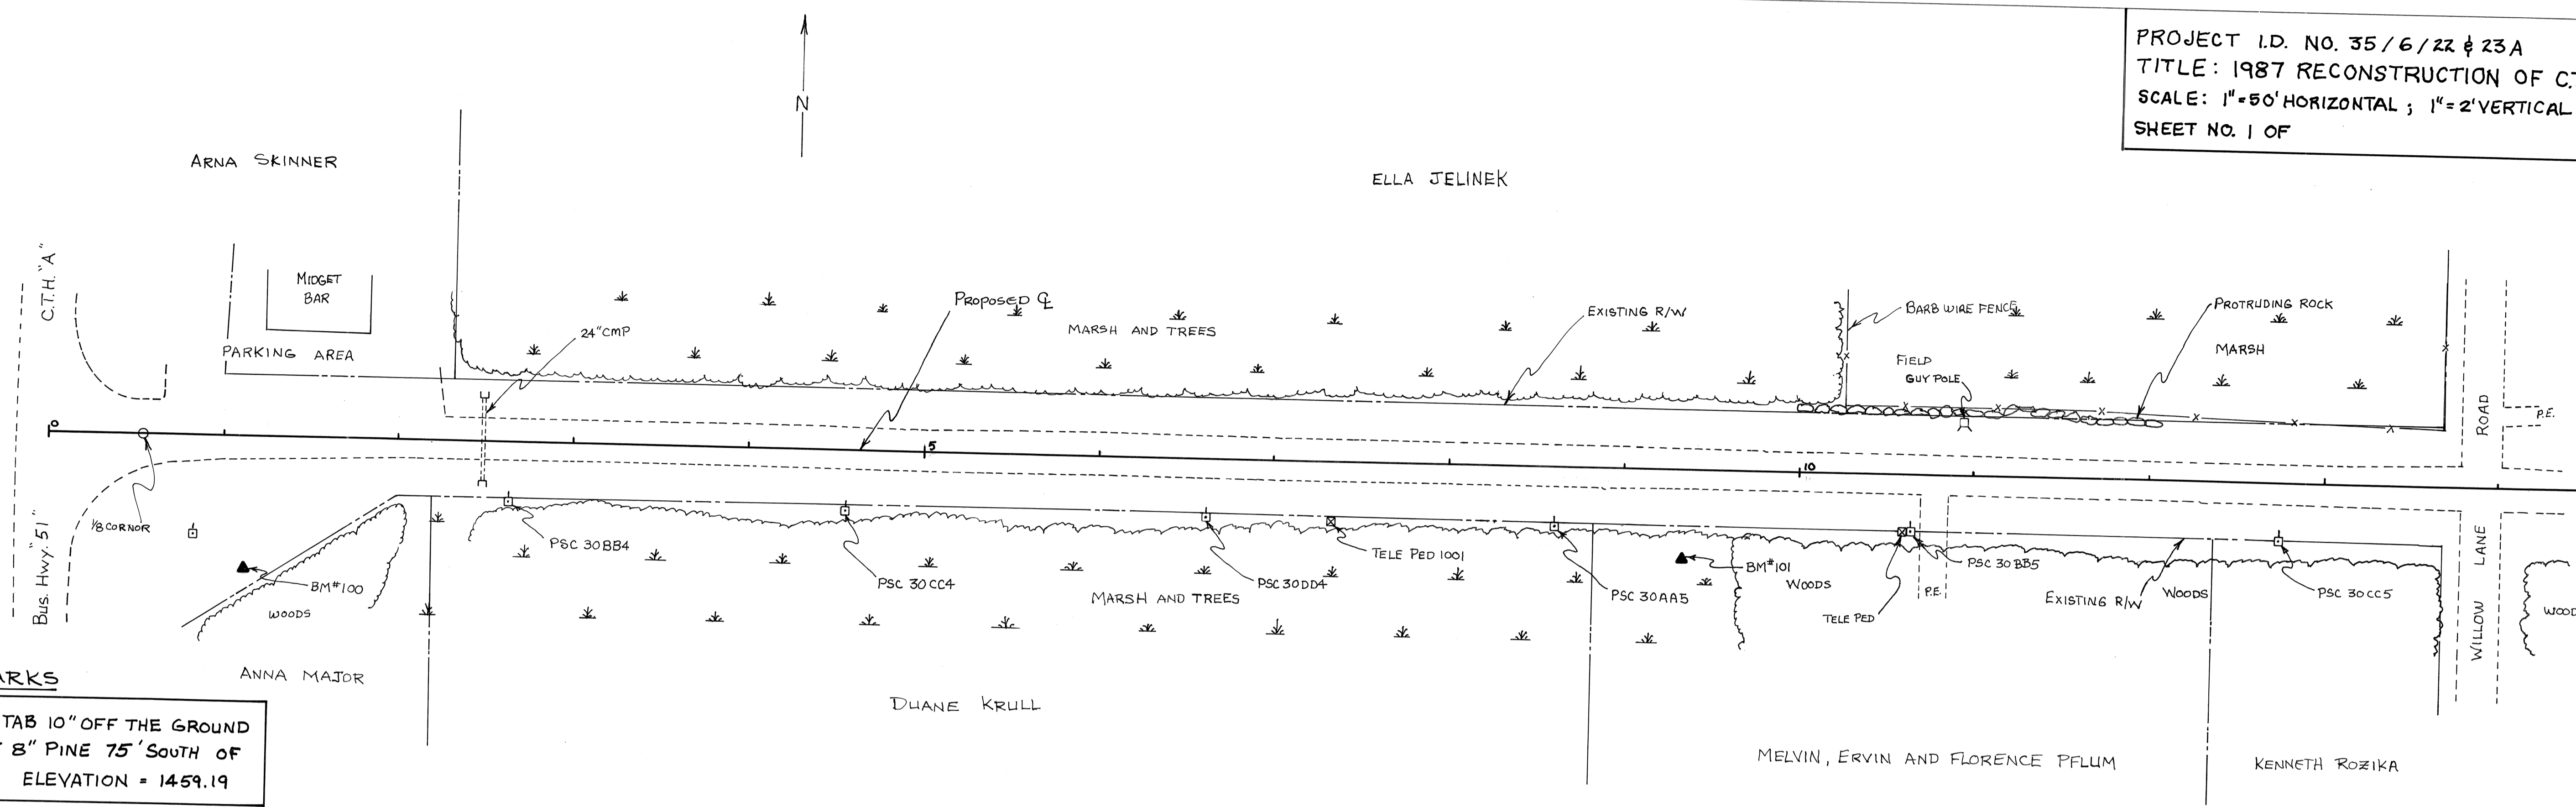 PROJECT I.D. NO. 35/6/22 & 23A
TITLE: 1987 RECONSTRUCTION OF C.T
SCALE: 1"=50' HORIZONTAL; 1"=2' VERTICAL
SHEET NO. 1 OF
N
ARNA SKINNER
ELLA JELINEK
C.T.H. "A"
MIDGET
BAR
PARKING AREA
24" CMP
PROPOSED ℄
MARSH AND TREES
EXISTING R/W
BARB WIRE FENCE
PROTRUDING ROCK
MARSH
FIELD
GUY POLE
ROAD
P.E.
0
5
10
1/8 CORNOR
Bus. Hwy. "51"
BM#100
WOODS
PSC 30BB4
PSC 30CC4
PSC 30DD4
TELE PED 1001
MARSH AND TREES
PSC 30AA5
BM#101
WOODS
TELE PED
P.E.
PSC 30BB5
EXISTING R/W
WOODS
PSC 30CC5
WILLOW LANE
WOOD
ANNA MAJOR
DUANE KRULL
MELVIN, ERVIN AND FLORENCE PFLUM
KENNETH ROZIKA
ARKS
TAB 10" OFF THE GROUND
8" PINE 75' SOUTH OF
ELEVATION = 1459.19